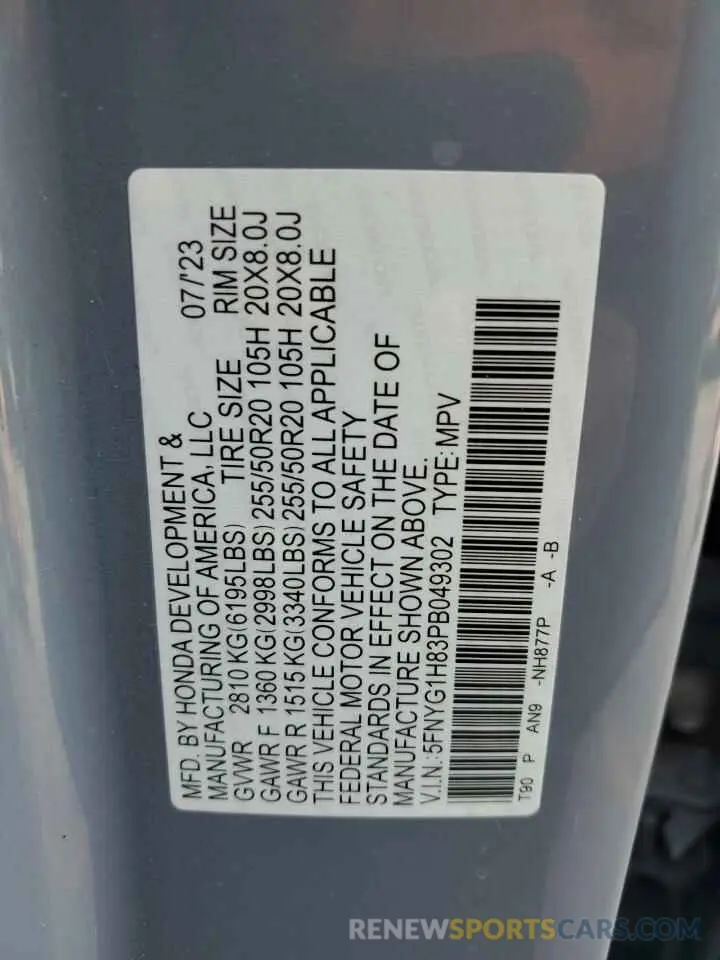 MFD. BY HONDA DEVELOPMENT &
MANUFACTURING OF AMERICA, LLC 07/'23
GVWR 2810 KG(6195LBS) TIRE SIZE RIM SIZE
GAWR F 1360 KG(2998LBS) 255/50R20 105H 20X8.0J
GAWR R 1515 KG(3340LBS) 255/50R20 105H 20X8.0J
THIS VEHICLE CONFORMS TO ALL APPLICABLE
FEDERAL MOTOR VEHICLE SAFETY
STANDARDS IN EFFECT ON THE DATE OF
MANUFACTURE SHOWN ABOVE.
V.I.N.:5FNYG1H83PB049302 TYPE: MPV
T90 P AN9 -NH877P -A -B
RENEWSPORTSCARS.COM